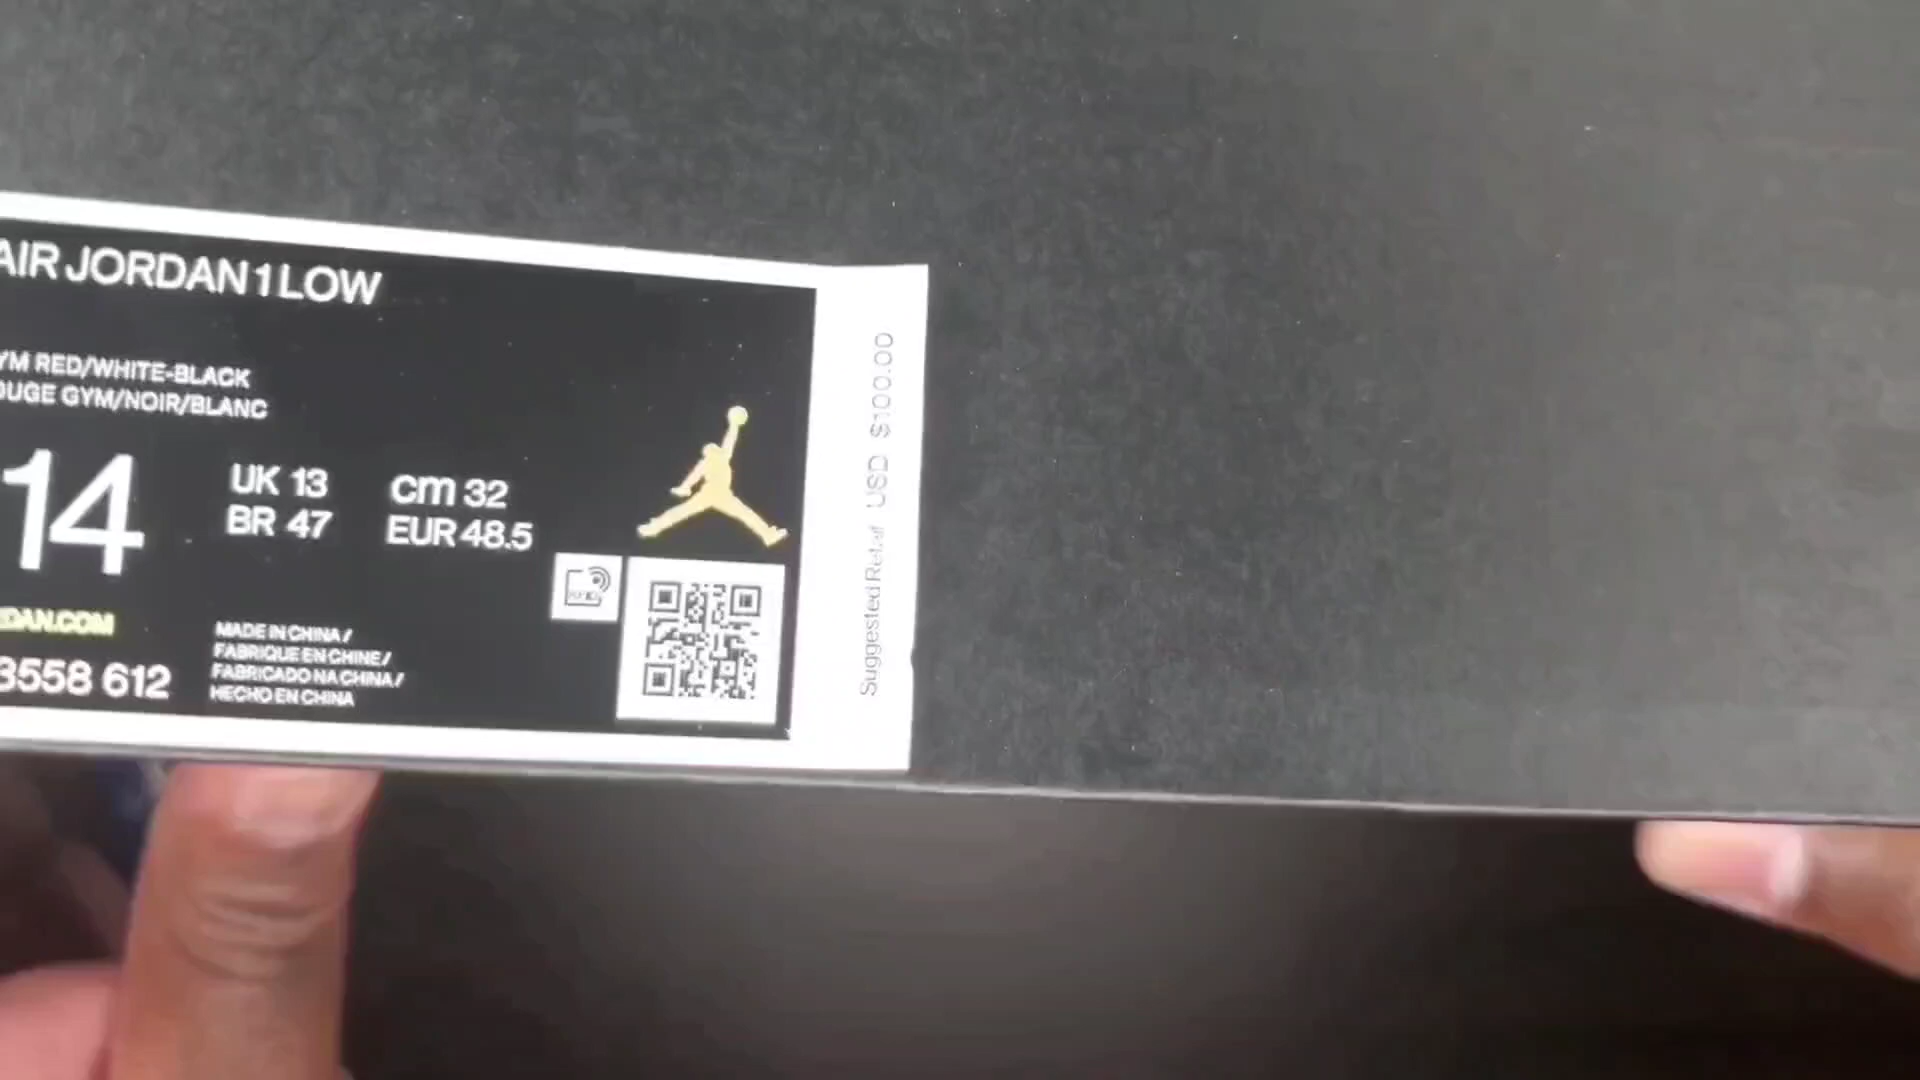 AIR JORDAN 1 LOW
YM RED/WHITE-BLACK
OUGE GYM/NOIR/BLANC
14
UK 13
BR 47
cm 32
EUR 48.5
RDAN.COM
3558 612
MADE IN CHINA /
FABRIQUE EN CHINE /
FABRICADO NA CHINA /
HECHO EN CHINA
RFID
Suggested Retail USD $100.00